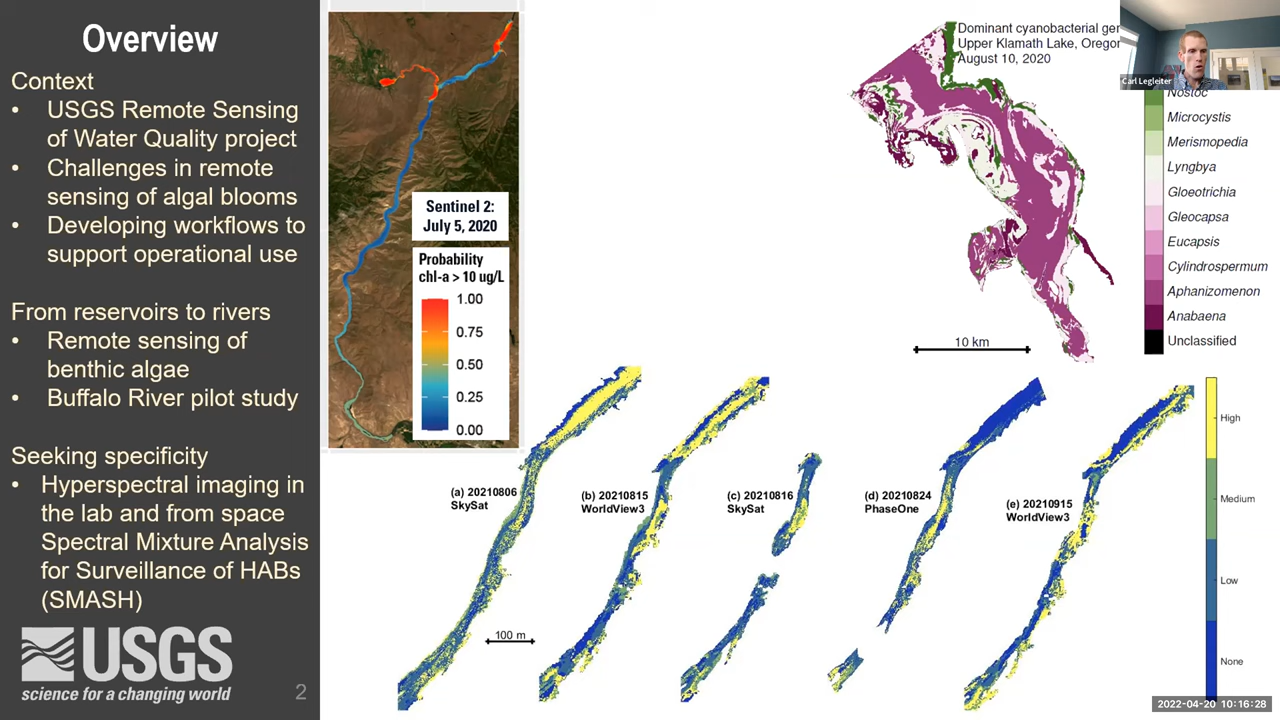 Overview
Context
• USGS Remote Sensing
of Water Quality project
• Challenges in remote
sensing of algal blooms
• Developing workflows to
support operational use
From reservoirs to rivers
• Remote sensing of
benthic algae
• Buffalo River pilot study
Seeking specificity
• Hyperspectral imaging in
the lab and from space
Spectral Mixture Analysis
for Surveillance of HABs
(SMASH)
USGS
science for a changing world
2
Sentinel 2:
July 5, 2020
Probability
chl-a > 10 ug/L
1.00
0.75
0.50
0.25
0.00
Dominant cyanobacterial gen
Upper Klamath Lake, Oregon
August 10, 2020
Carl Legleiter
Nostoc
Microcystis
Merismopedia
Lyngbya
Gloeotrichia
Gleocapsa
Eucapsis
Cylindrospermum
Aphanizomenon
Anabaena
Unclassified
10 km
(a) 20210806
SkySat
(b) 20210815
WorldView3
(c) 20210816
SkySat
(d) 20210824
PhaseOne
(e) 20210915
WorldView3
100 m
High
Medium
Low
None
2022-04-20 10:16:28